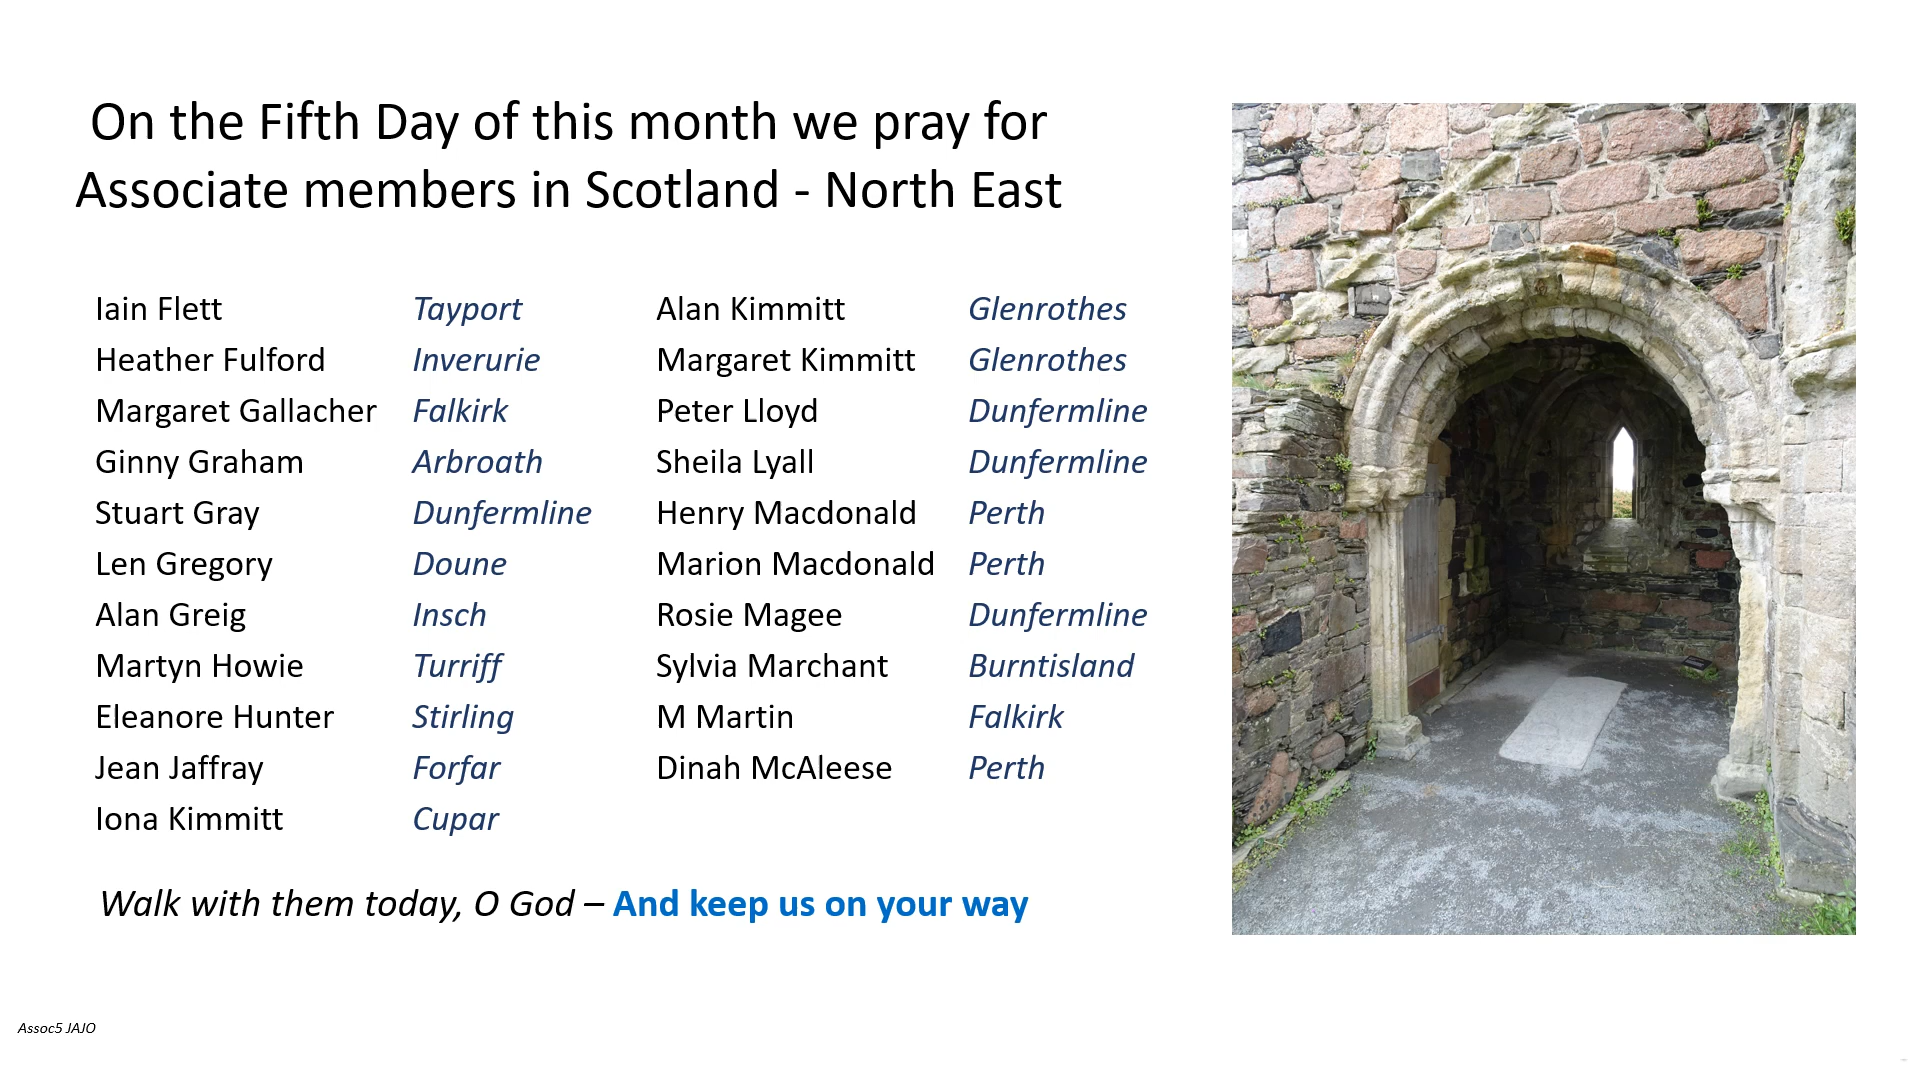 On the Fifth Day of this month we pray for
Associate members in Scotland - North East
Iain Flett Tayport Alan Kimmitt Glenrothes
Heather Fulford Inverurie Margaret Kimmitt Glenrothes
Margaret Gallacher Falkirk Peter Lloyd Dunfermline
Ginny Graham Arbroath Sheila Lyall Dunfermline
Stuart Gray Dunfermline Henry Macdonald Perth
Len Gregory Doune Marion Macdonald Perth
Alan Greig Insch Rosie Magee Dunfermline
Martyn Howie Turriff Sylvia Marchant Burntisland
Eleanore Hunter Stirling M Martin Falkirk
Jean Jaffray Forfar Dinah McAleese Perth
Iona Kimmitt Cupar
Walk with them today, O God – And keep us on your way
Assoc5 JAJO